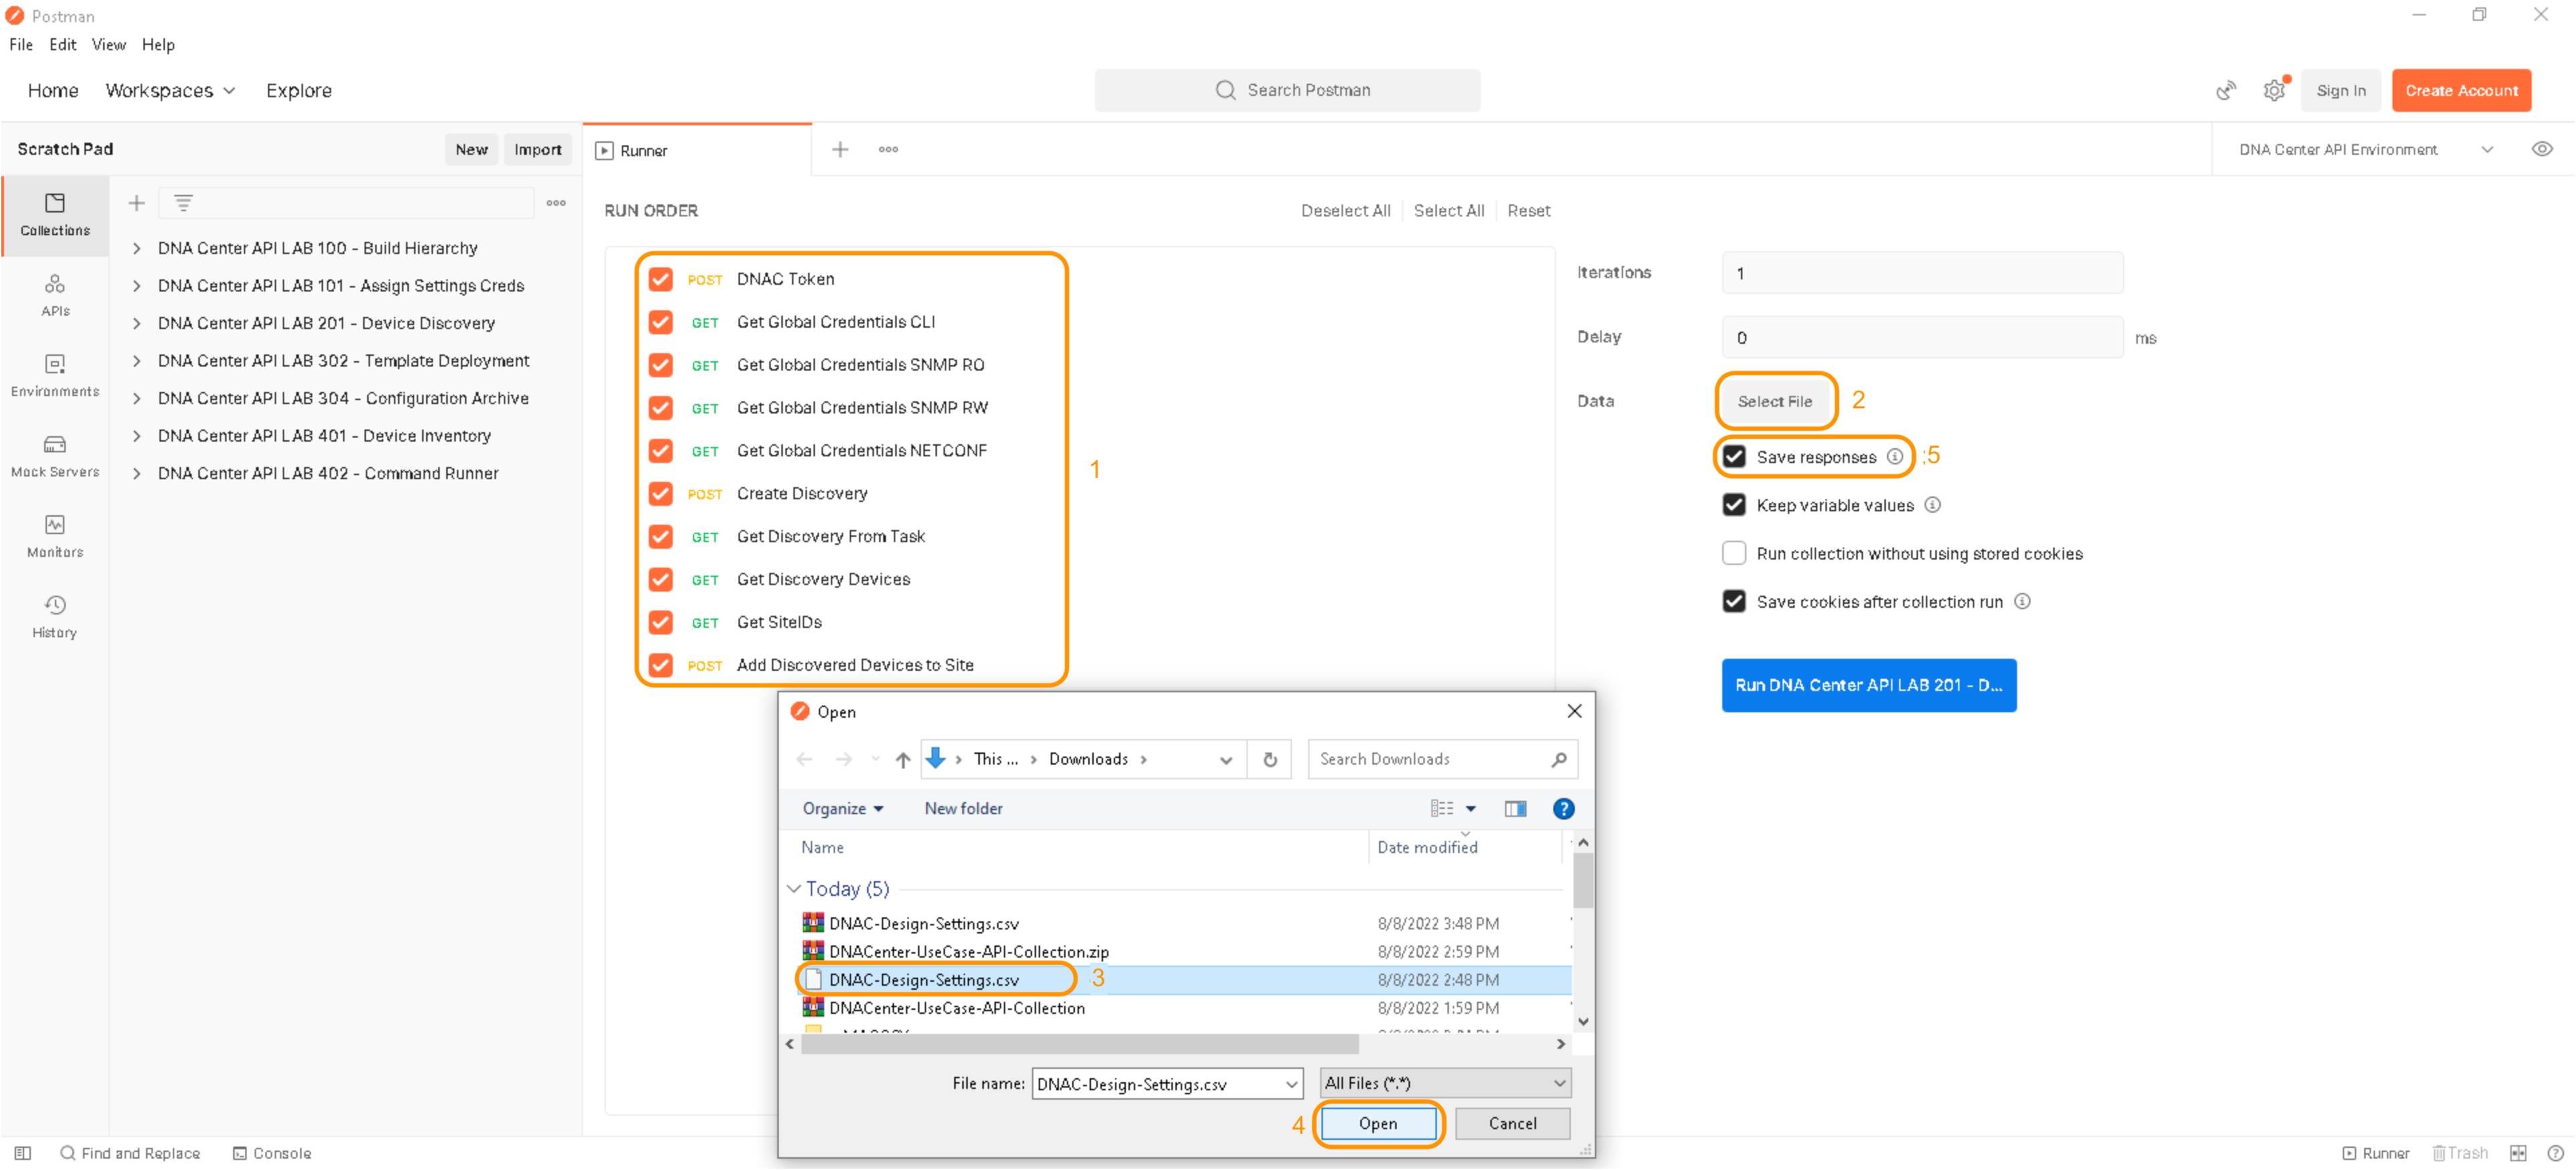 Postman
File Edit View Help
Home Workspaces Explore
Search Postman
Sign In Create Account
Scratch Pad New Import
Runner
DNA Center API Environment
Collections
APIs
Environments
Mock Servers
Monitors
History
DNA Center API LAB 100 - Build Hierarchy
DNA Center API LAB 101 - Assign Settings Creds
DNA Center API LAB 201 - Device Discovery
DNA Center API LAB 302 - Template Deployment
DNA Center API LAB 304 - Configuration Archive
DNA Center API LAB 401 - Device Inventory
DNA Center API LAB 402 - Command Runner
RUN ORDER Deselect All Select All Reset
POST DNAC Token
GET Get Global Credentials CLI
GET Get Global Credentials SNMP RO
GET Get Global Credentials SNMP RW
GET Get Global Credentials NETCONF
POST Create Discovery
GET Get Discovery From Task
GET Get Discovery Devices
GET Get SiteIDs
POST Add Discovered Devices to Site
1
Iterations 1
Delay 0 ms
Data Select File 2
Save responses 5
Keep variable values
Run collection without using stored cookies
Save cookies after collection run
Run DNA Center API LAB 201 - D...
Open
This ... Downloads
Search Downloads
Organize New folder
Name Date modified
Today (5)
DNAC-Design-Settings.csv 8/8/2022 3:48 PM
DNACenter-UseCase-API-Collection.zip 8/8/2022 2:59 PM
DNAC-Design-Settings.csv 3 8/8/2022 2:48 PM
DNACenter-UseCase-API-Collection 8/8/2022 1:59 PM
File name: DNAC-Design-Settings.csv All Files (*.*)
4 Open Cancel
Find and Replace Console
Runner Trash